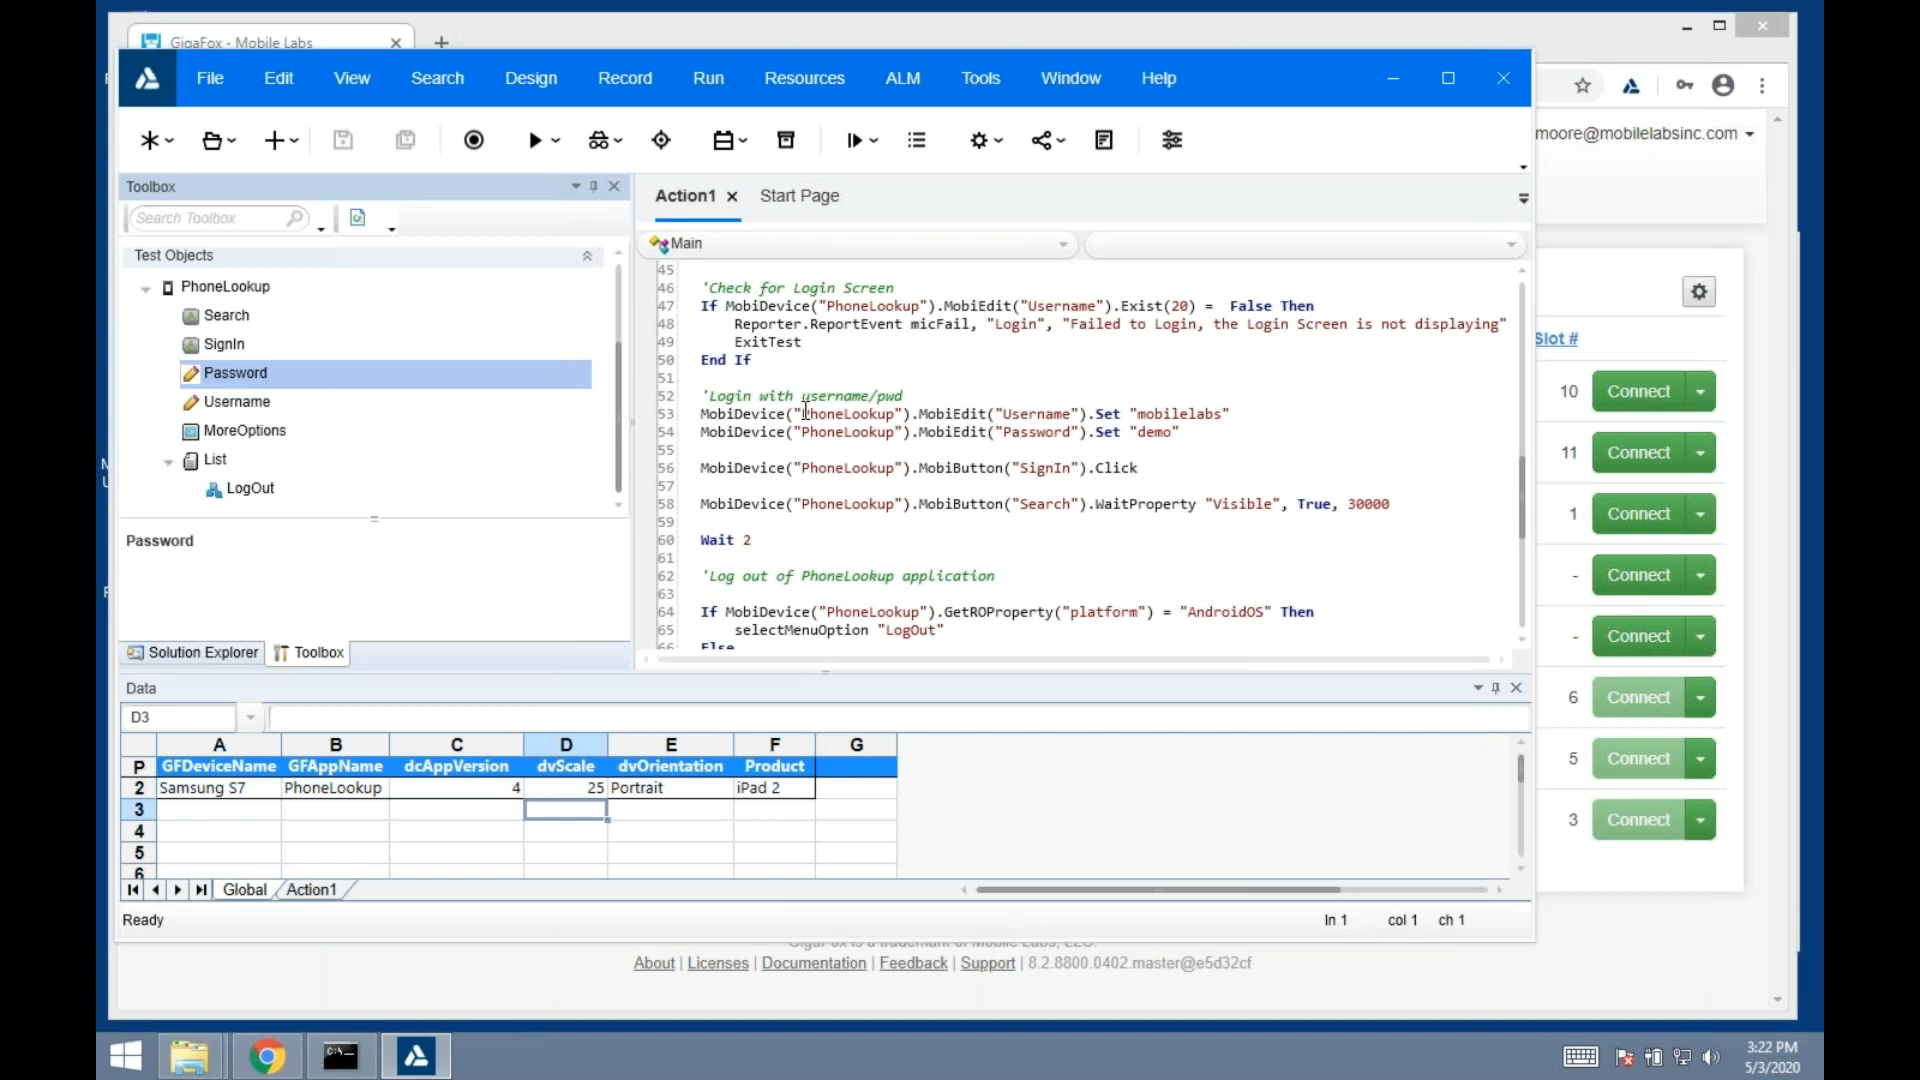 GigaFox - Mobile Labs
File Edit View Search Design Record Run Resources ALM Tools Window Help
moore@mobilelabsinc.com
Toolbox
Action1 Start Page
Search Toolbox
Main
Test Objects
PhoneLookup
Search
SignIn
Password
Username
MoreOptions
List
LogOut
Password
Solution Explorer Toolbox
45
46 'Check for Login Screen
47 If MobiDevice("PhoneLookup").MobiEdit("Username").Exist(20) = False Then
48 Reporter.ReportEvent micFail, "Login", "Failed to Login, the Login Screen is not displaying"
49 ExitTest
50 End If
51
52 'Login with username/pwd
53 MobiDevice("PhoneLookup").MobiEdit("Username").Set "mobilelabs"
54 MobiDevice("PhoneLookup").MobiEdit("Password").Set "demo"
55
56 MobiDevice("PhoneLookup").MobiButton("SignIn").Click
57
58 MobiDevice("PhoneLookup").MobiButton("Search").WaitProperty "Visible", True, 30000
59
60 Wait 2
61
62 'Log out of PhoneLookup application
63
64 If MobiDevice("PhoneLookup").GetROProperty("platform") = "AndroidOS" Then
65 selectMenuOption "LogOut"
66 Else
Slot #
10 Connect
11 Connect
1 Connect
- Connect
- Connect
6 Connect
5 Connect
3 Connect
Data
D3
A B C D E F G
P GFDeviceName GFAppName dcAppVersion dvScale dvOrientation Product
2 Samsung S7 PhoneLookup 4 25 Portrait iPad 2
3
4
5
6
Global Action1
Ready ln 1 col 1 ch 1
GigaFox is a trademark of Mobile Labs, LLC.
About | Licenses | Documentation | Feedback | Support | 8.2.8800.0402.master@e5d32cf
C:\
3:22 PM
5/3/2020